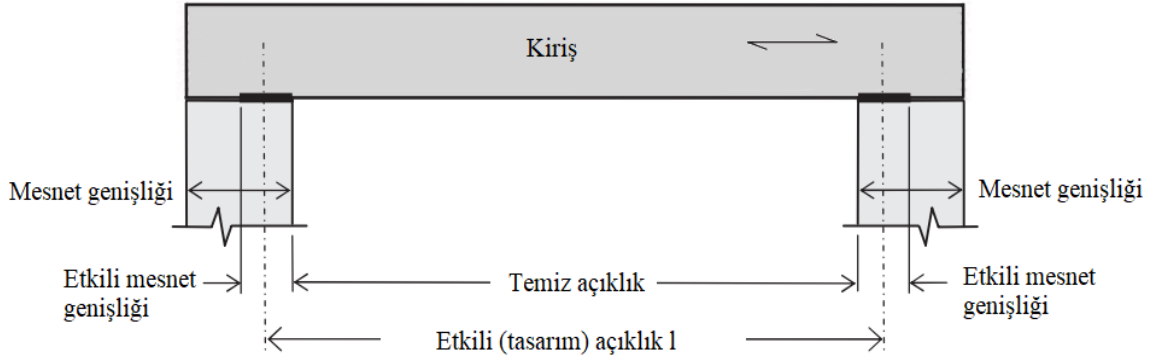 Kiriş
Mesnet genişliği
Mesnet genişliği
Etkili mesnet
genişliği
Temiz açıklık
Etkili mesnet
genişliği
Etkili (tasarım) açıklık l